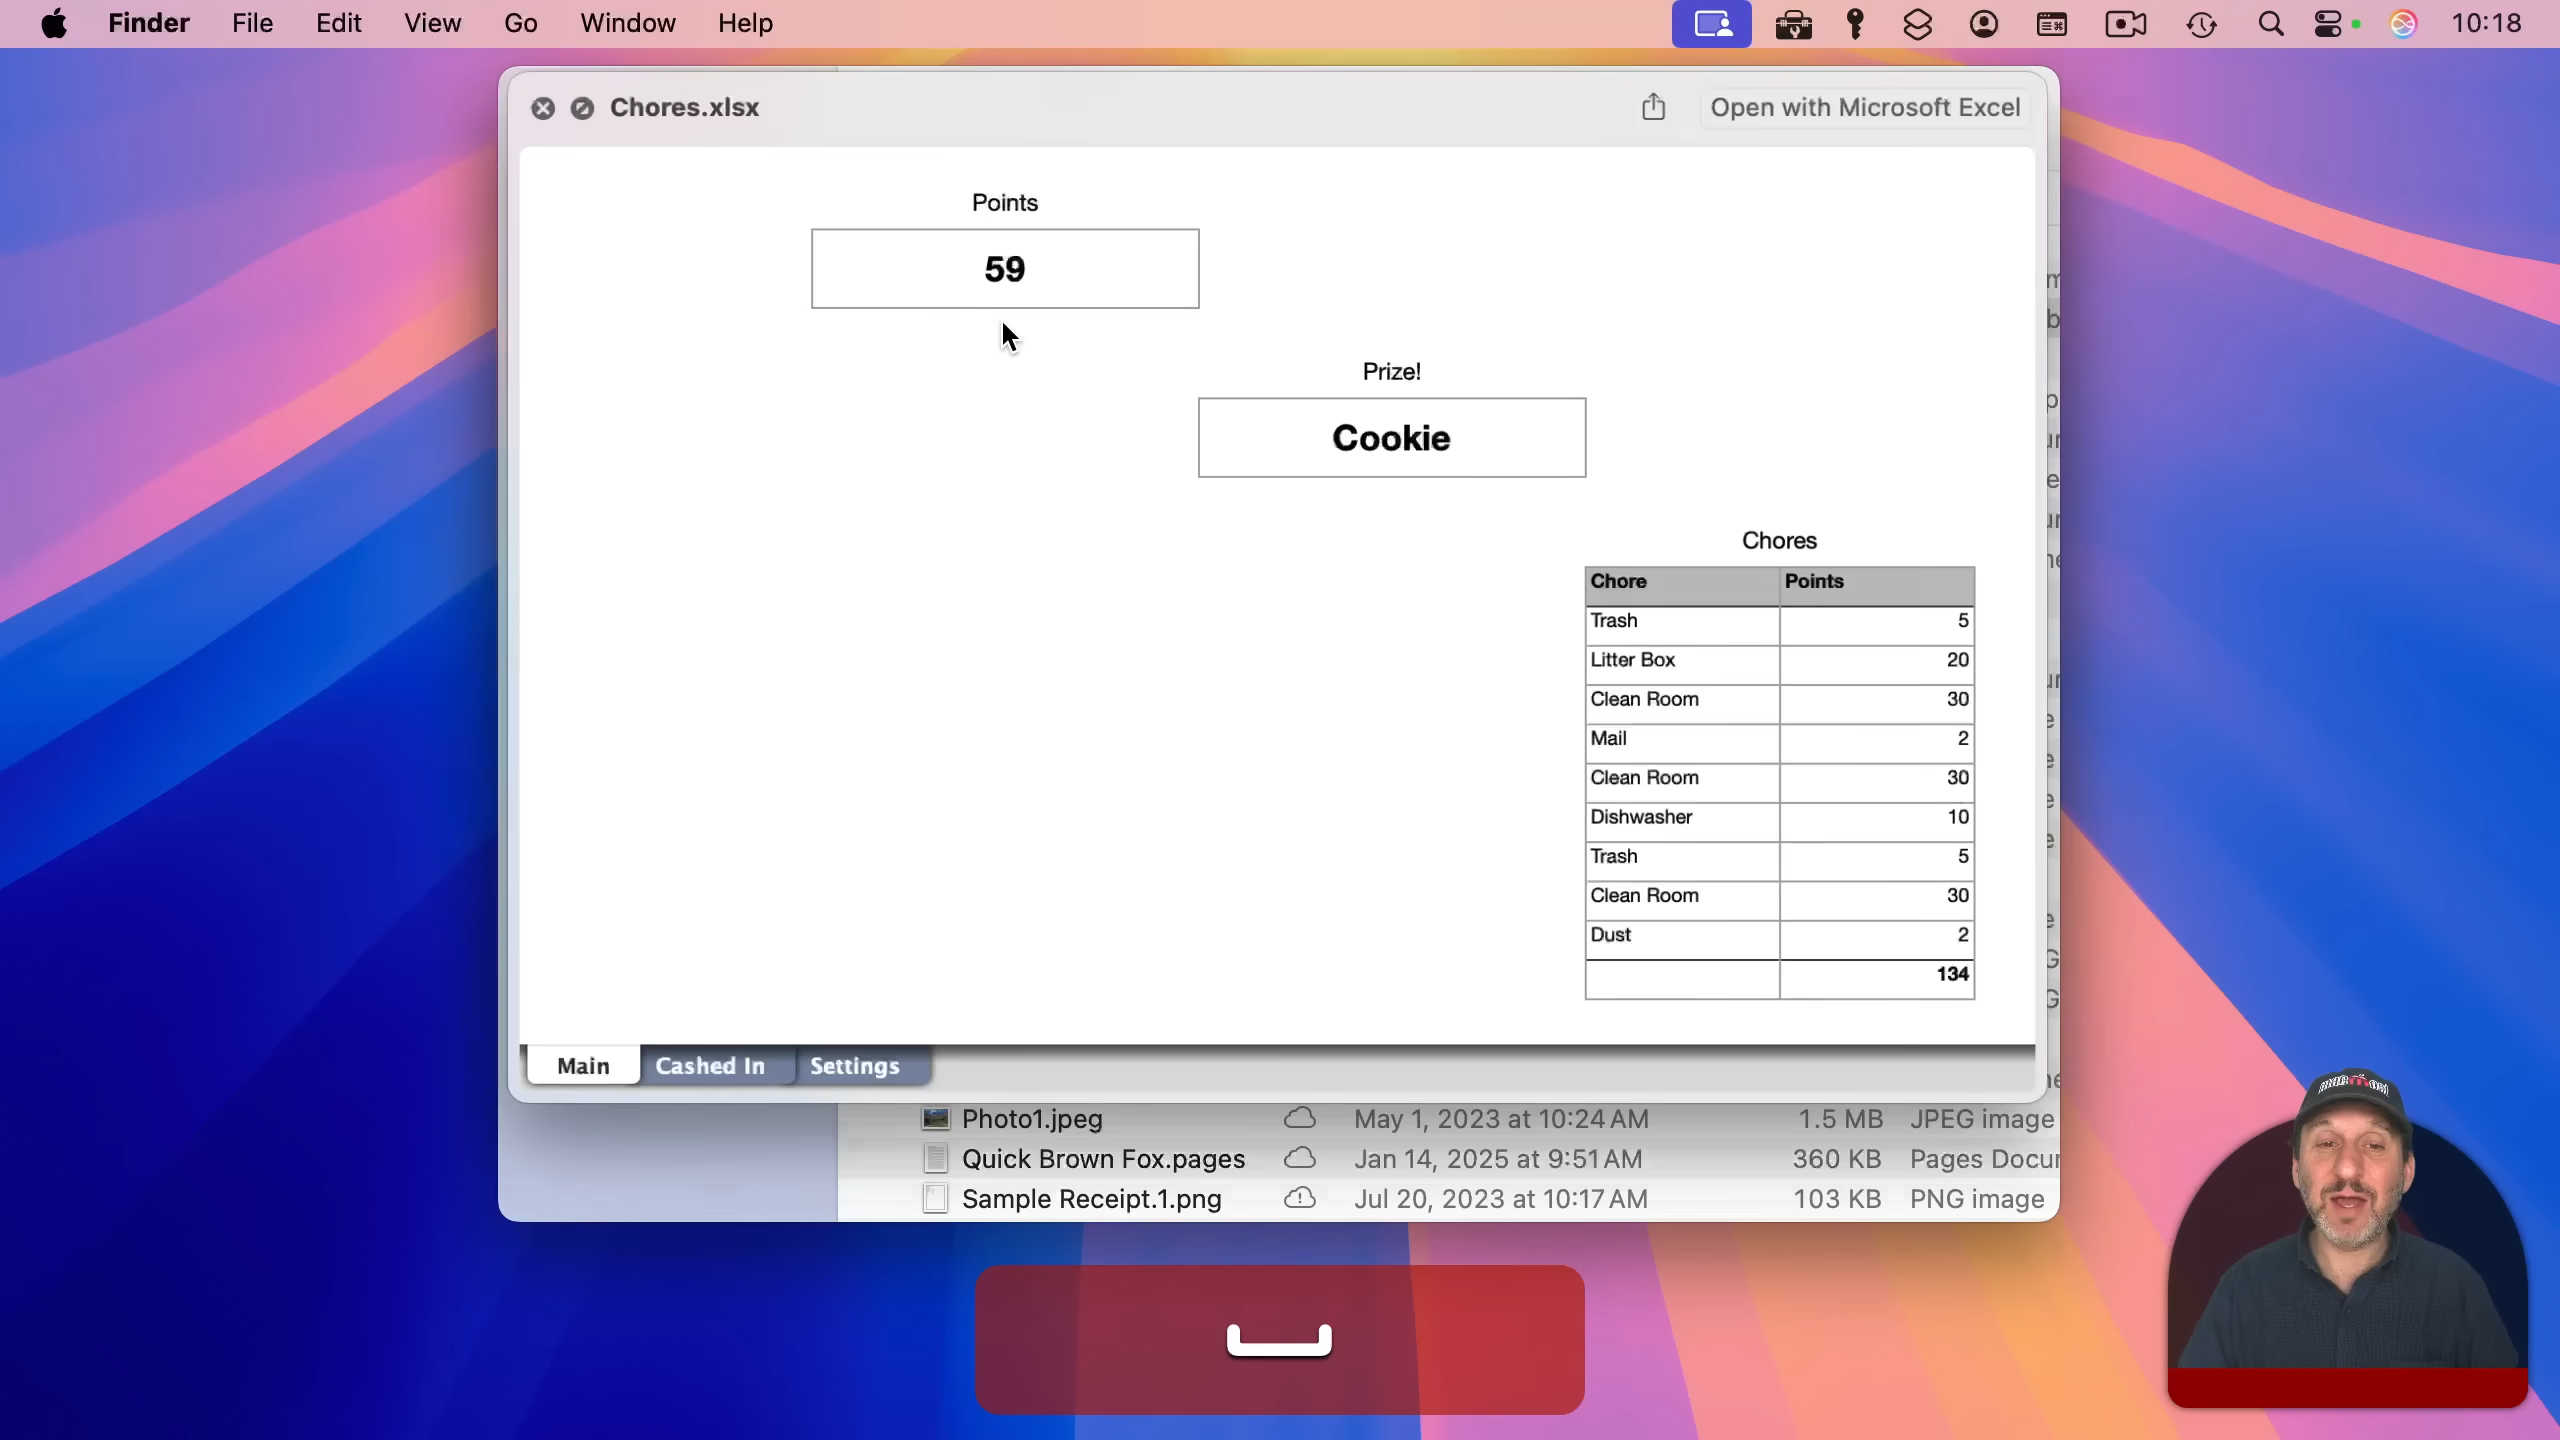 Finder File Edit View Go Window Help 10:18
Chores.xlsx Open with Microsoft Excel
Points
59
Prize!
Cookie
Chores
Chore Points
Trash 5
Litter Box 20
Clean Room 30
Mail 2
Clean Room 30
Dishwasher 10
Trash 5
Clean Room 30
Dust 2
134
Main Cashed In Settings
Photo1.jpeg May 1, 2023 at 10:24 AM 1.5 MB JPEG image
Quick Brown Fox.pages Jan 14, 2025 at 9:51 AM 360 KB Pages Docu
Sample Receipt.1.png Jul 20, 2023 at 10:17 AM 103 KB PNG image